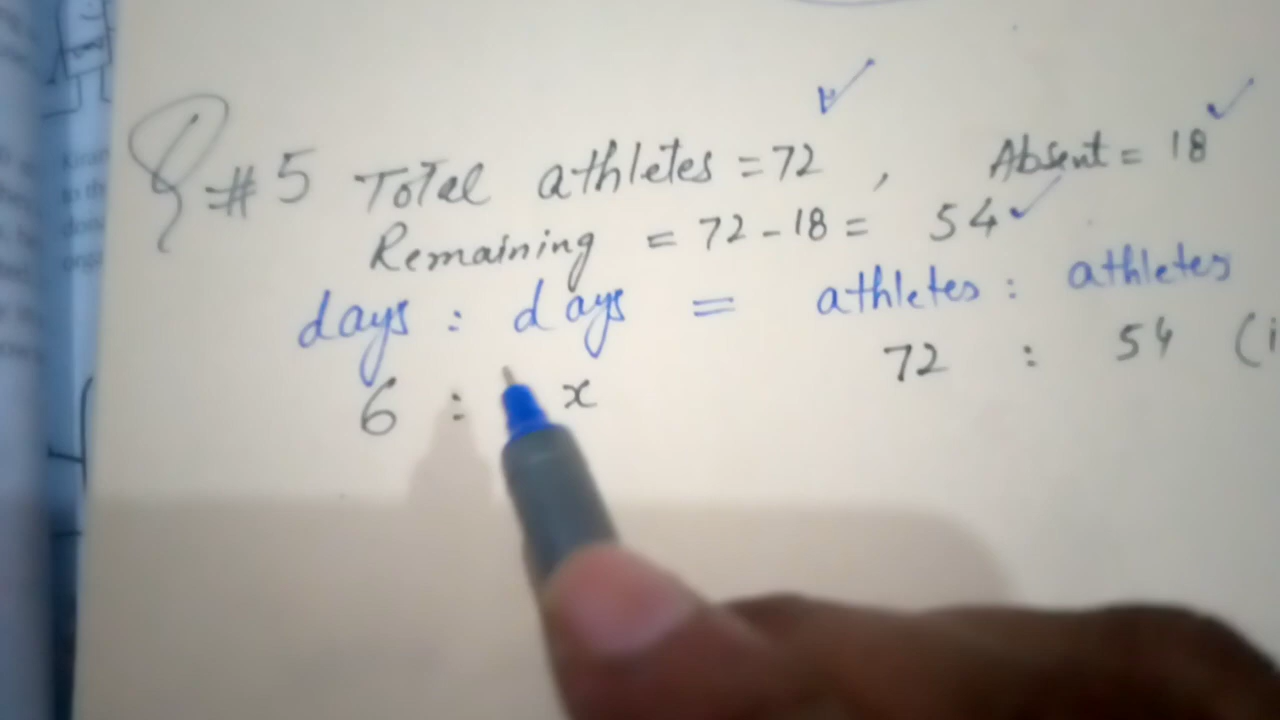 Q #5 Total athletes = 72 , Absent = 18
Remaining = 72 - 18 = 54
days : days = athletes : athletes
6 : x 72 : 54 (i